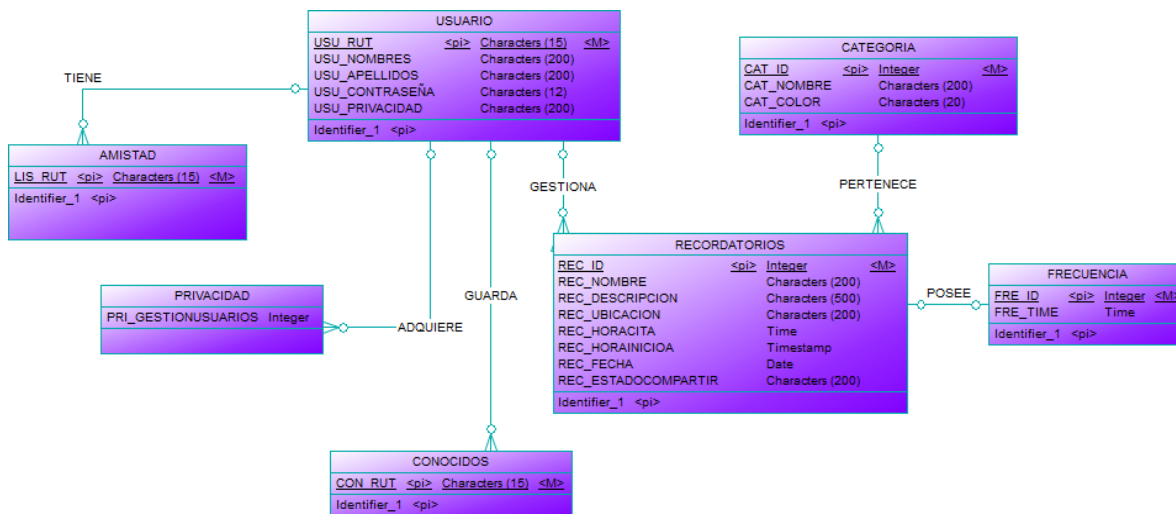 USUARIO
USU_RUT <pi> Characters (15) <M>
USU_NOMBRES Characters (200)
USU_APELLIDOS Characters (200)
USU_CONTRASEÑA Characters (12)
USU_PRIVACIDAD Characters (200)
Identifier_1 <pi>
CATEGORIA
CAT_ID <pi> Integer <M>
CAT_NOMBRE Characters (200)
CAT_COLOR Characters (20)
Identifier_1 <pi>
TIENE
AMISTAD
LIS_RUT <pi> Characters (15) <M>
Identifier_1 <pi>
GESTIONA
PERTENECE
RECORDATORIOS
REC_ID <pi> Integer <M>
REC_NOMBRE Characters (200)
REC_DESCRIPCION Characters (500)
REC_UBICACION Characters (200)
REC_HORACITA Time
REC_HORAINICIOA Timestamp
REC_FECHA Date
REC_ESTADOCOMPARTIR Characters (200)
Identifier_1 <pi>
POSEE
FRECUENCIA
FRE_ID <pi> Integer <M>
FRE_TIME Time
Identifier_1 <pi>
PRIVACIDAD
PRI_GESTIONUSUARIOS Integer
GUARDA
ADQUIERE
CONOCIDOS
CON_RUT <pi> Characters (15) <M>
Identifier_1 <pi>